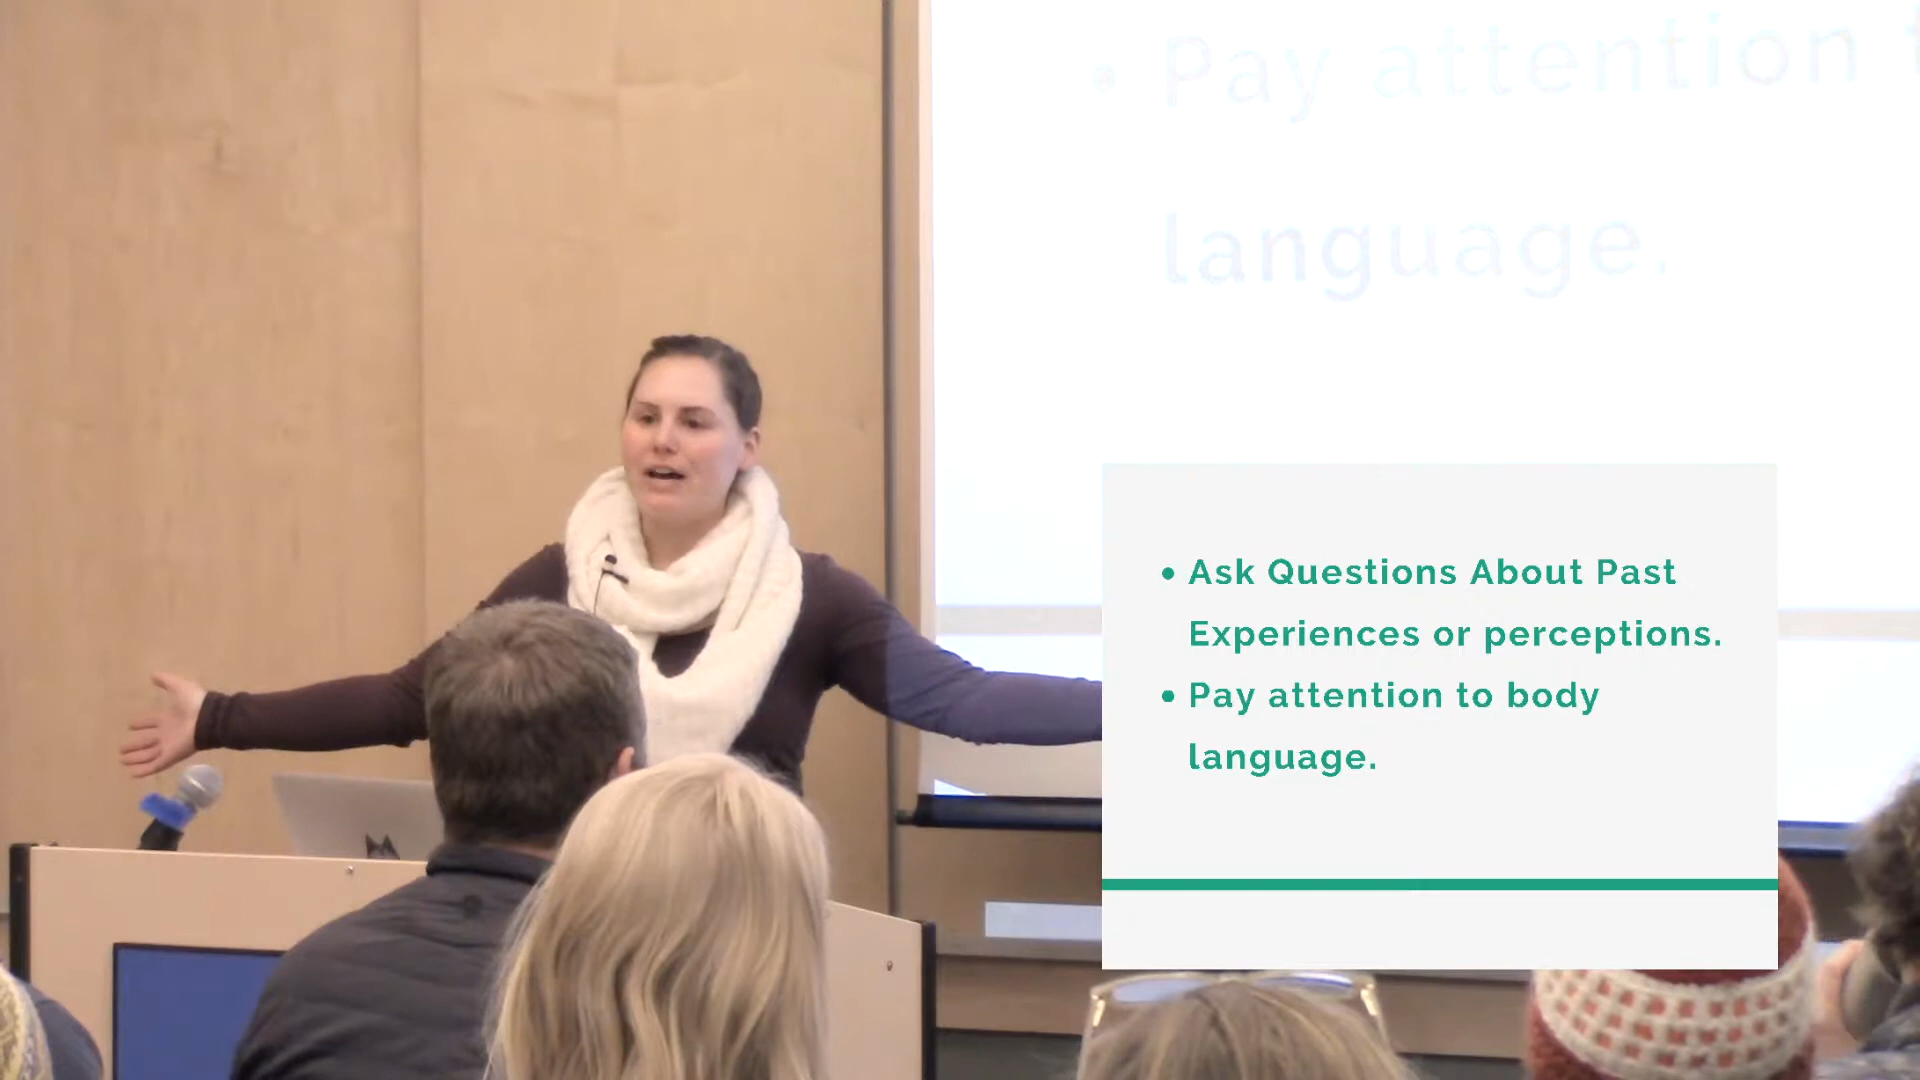 • Pay attention
language.
• Ask Questions About Past
Experiences or perceptions.
• Pay attention to body
language.